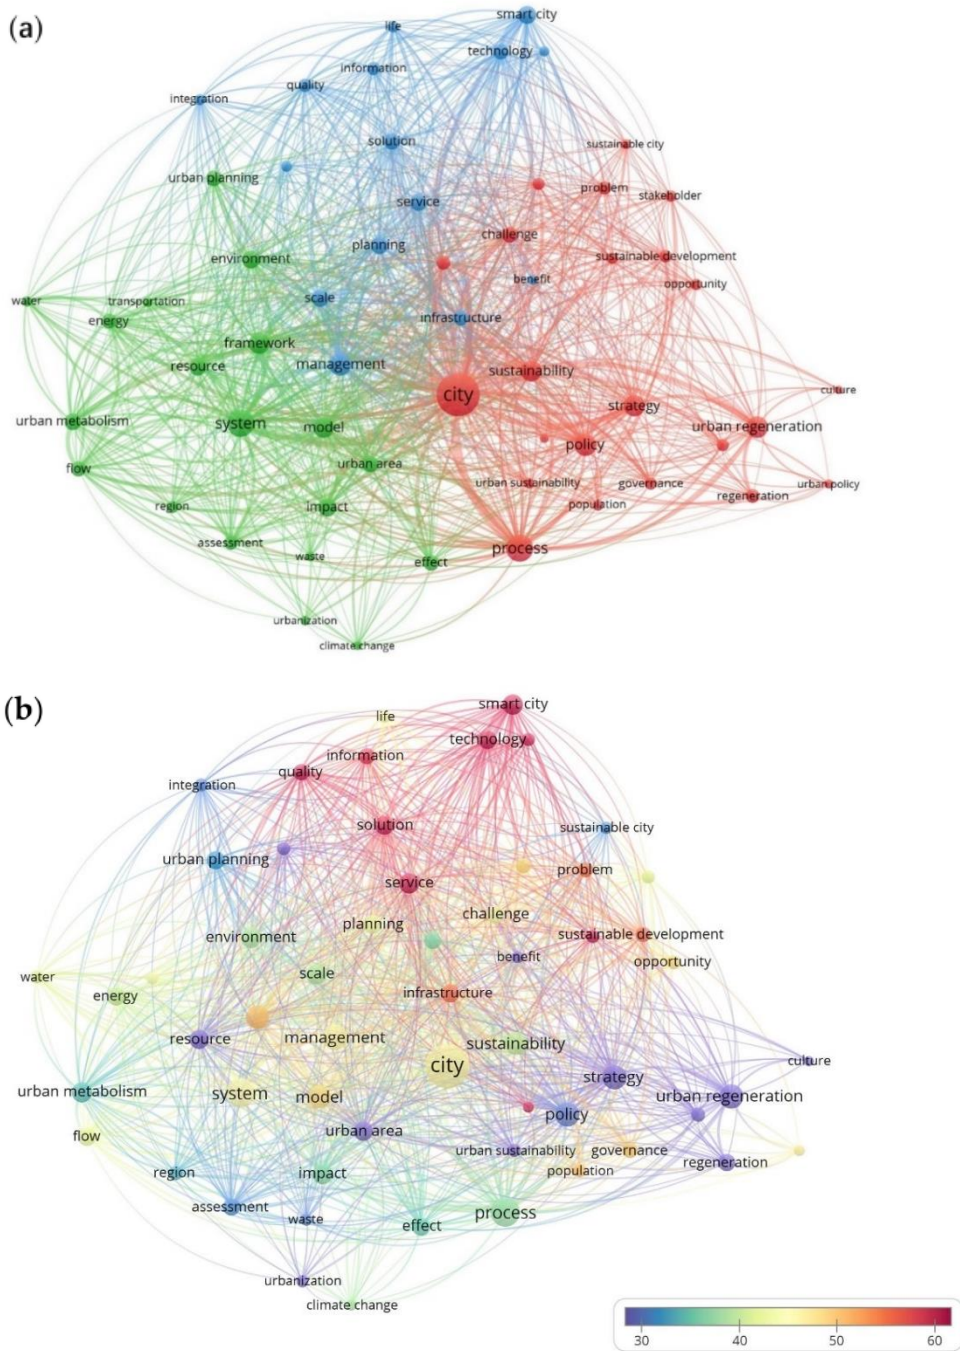 (a)
life
smart city
technology
information
quality
integration
solution
sustainable city
urban planning
problem
stakeholder
service
challenge
planning
environment
sustainable development
benefit
opportunity
scale
water
transportation
energy
infrastructure
framework
management
resource
sustainability
city
culture
strategy
urban metabolism
system
model
urban regeneration
policy
flow
urban area
urban sustainability
governance
urban policy
regeneration
population
region
impact
assessment
process
waste
effect
urbanization
climate change
(b)
smart city
life
technology
information
quality
integration
solution
sustainable city
urban planning
problem
service
challenge
planning
environment
sustainable development
benefit
opportunity
scale
water
energy
infrastructure
resource
management
sustainability
city
culture
strategy
urban metabolism
system
model
urban regeneration
policy
flow
urban area
urban sustainability
governance
regeneration
population
region
impact
assessment
waste
process
effect
urbanization
climate change
30 40 50 60